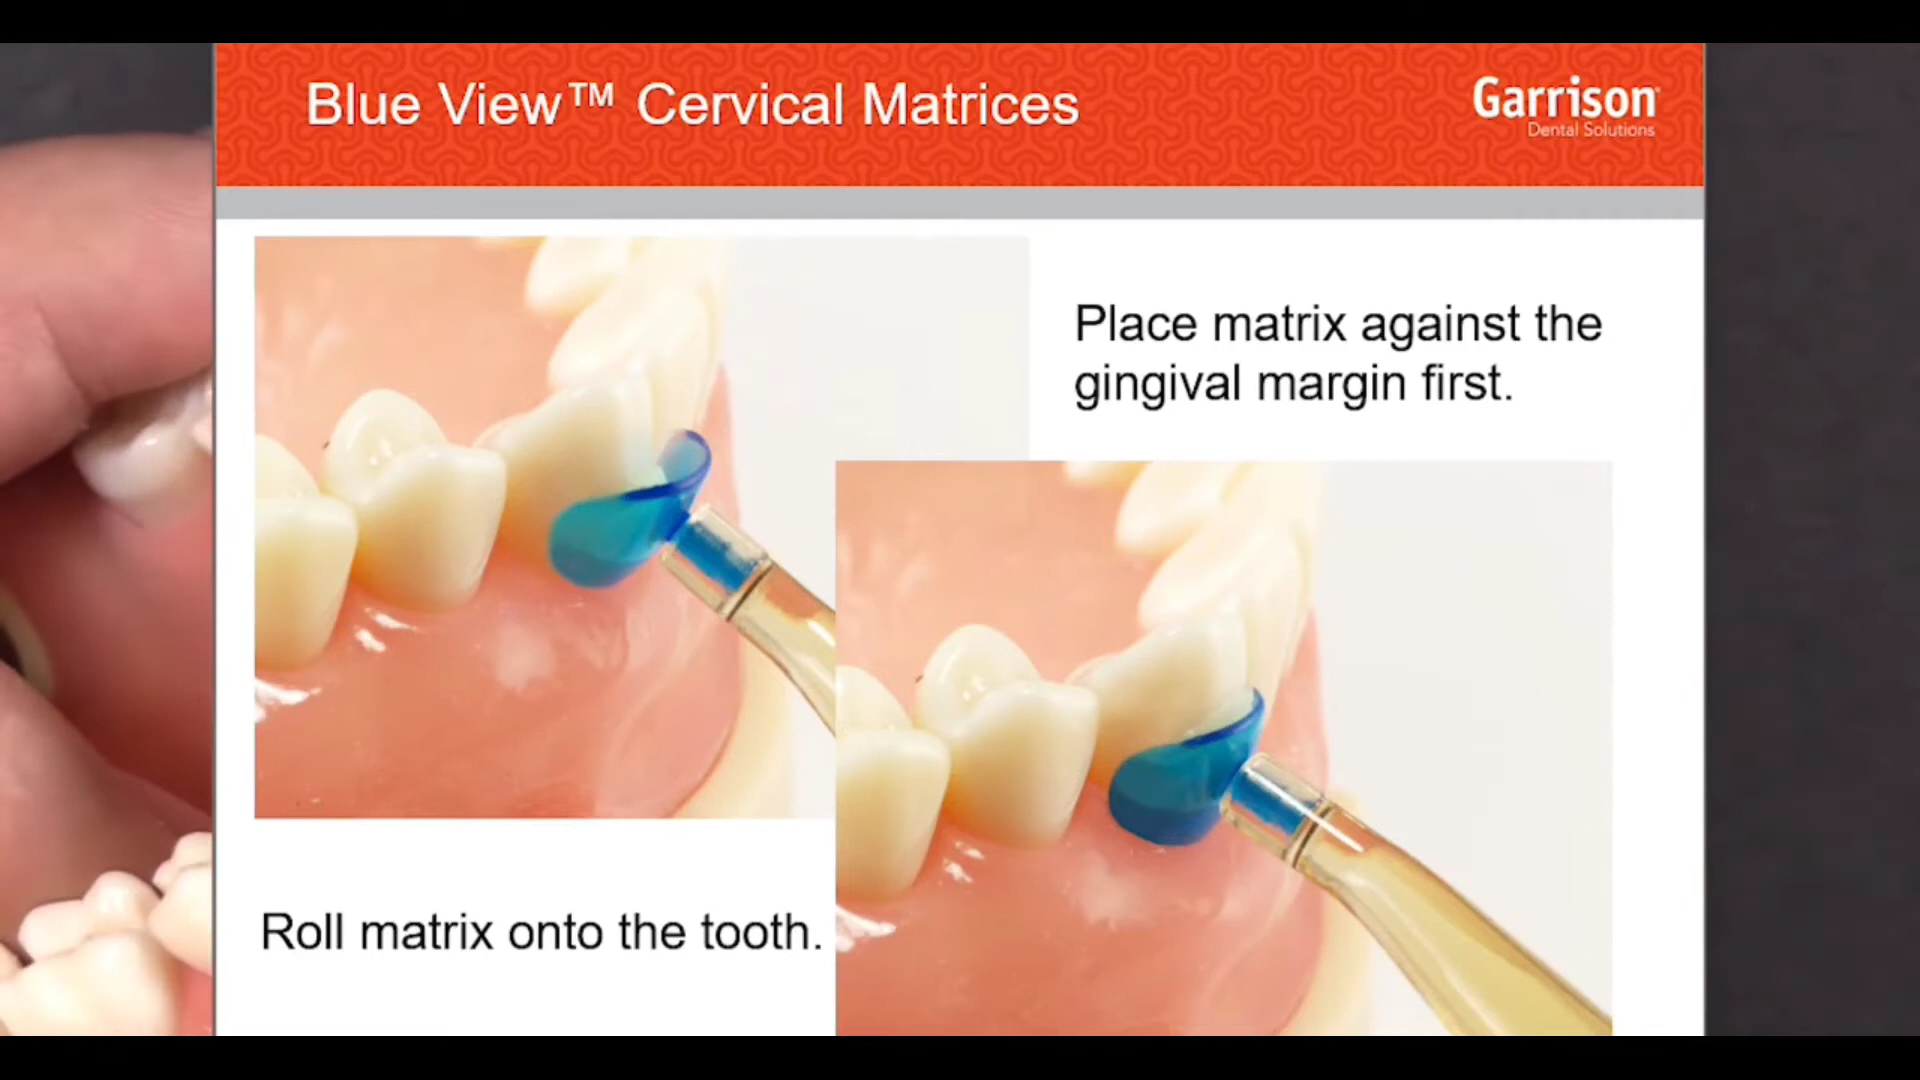 Blue View™ Cervical Matrices
Garrison
Dental Solutions
Place matrix against the
gingival margin first.
Roll matrix onto the tooth.